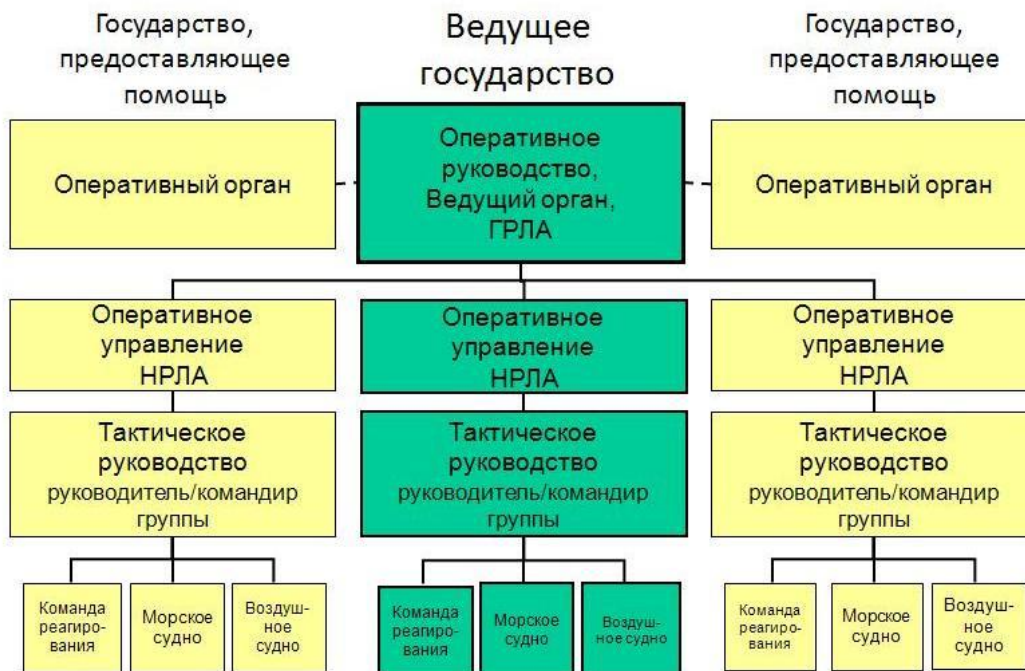 Государство,
предоставляющее
помощь
Ведущее
государство
Государство,
предоставляющее
помощь
Оперативный орган
Оперативное
руководство,
Ведущий орган,
ГРЛА
Оперативный орган
Оперативное
управление
НРЛА
Оперативное
управление
НРЛА
Оперативное
управление
НРЛА
Тактическое
руководство
руководитель/командир
группы
Тактическое
руководство
руководитель/командир
группы
Тактическое
руководство
руководитель/командир
группы
Команда
реагиро-
вания
Морское
судно
Воздуш-
ное
судно
Команда
реагиро-
вания
Морское
судно
Воздуш-
ное судно
Команда
реагиро-
вания
Морское
судно
Воздуш-
ное
судно